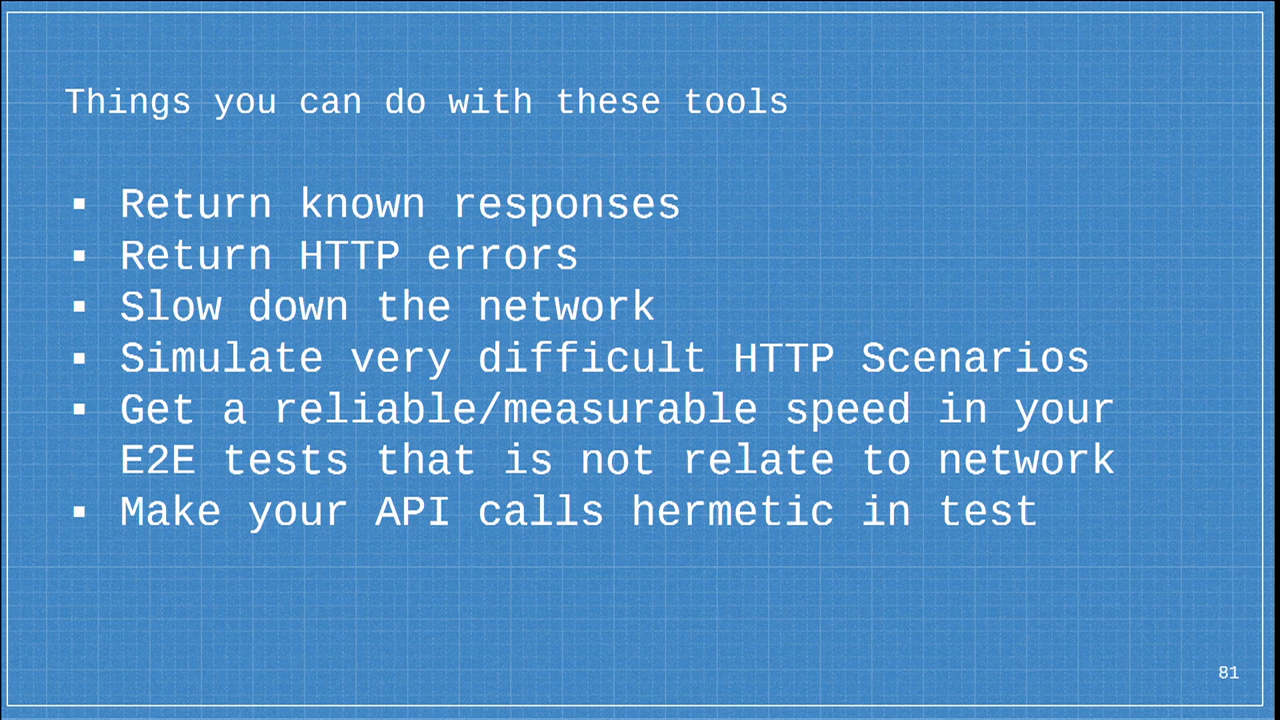 Things you can do with these tools
▪ Return known responses
▪ Return HTTP errors
▪ Slow down the network
▪ Simulate very difficult HTTP Scenarios
▪ Get a reliable/measurable speed in your
E2E tests that is not relate to network
▪ Make your API calls hermetic in test
81